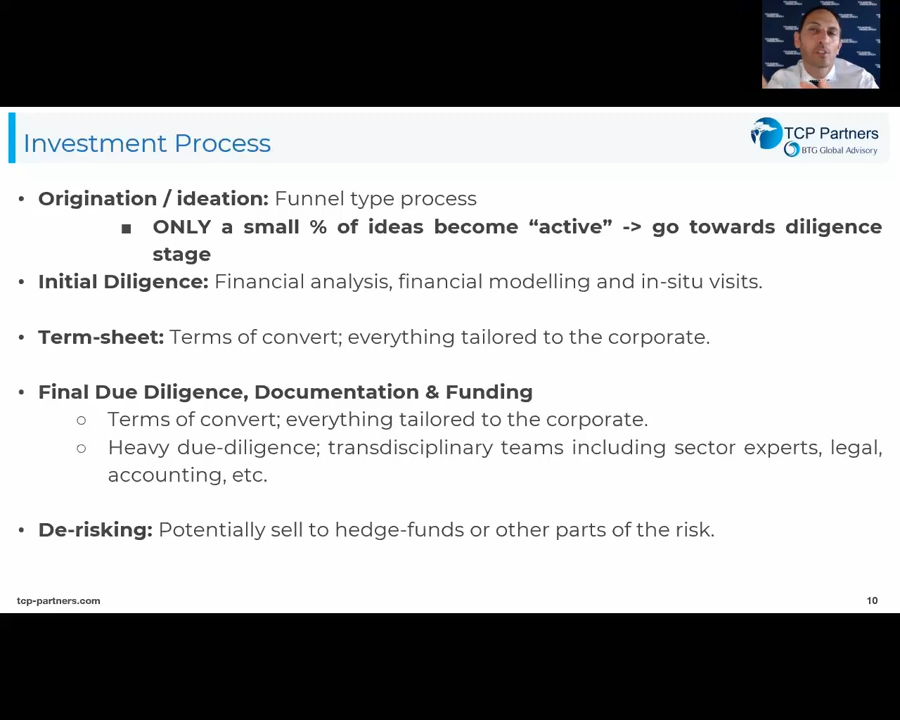 Investment Process
TCP Partners
BTG Global Advisory
• Origination / ideation: Funnel type process
■ ONLY a small % of ideas become “active” -> go towards diligence
stage
• Initial Diligence: Financial analysis, financial modelling and in-situ visits.
• Term-sheet: Terms of convert; everything tailored to the corporate.
• Final Due Diligence, Documentation & Funding
○ Terms of convert; everything tailored to the corporate.
○ Heavy due-diligence; transdisciplinary teams including sector experts, legal,
accounting, etc.
• De-risking: Potentially sell to hedge-funds or other parts of the risk.
tcp-partners.com
10